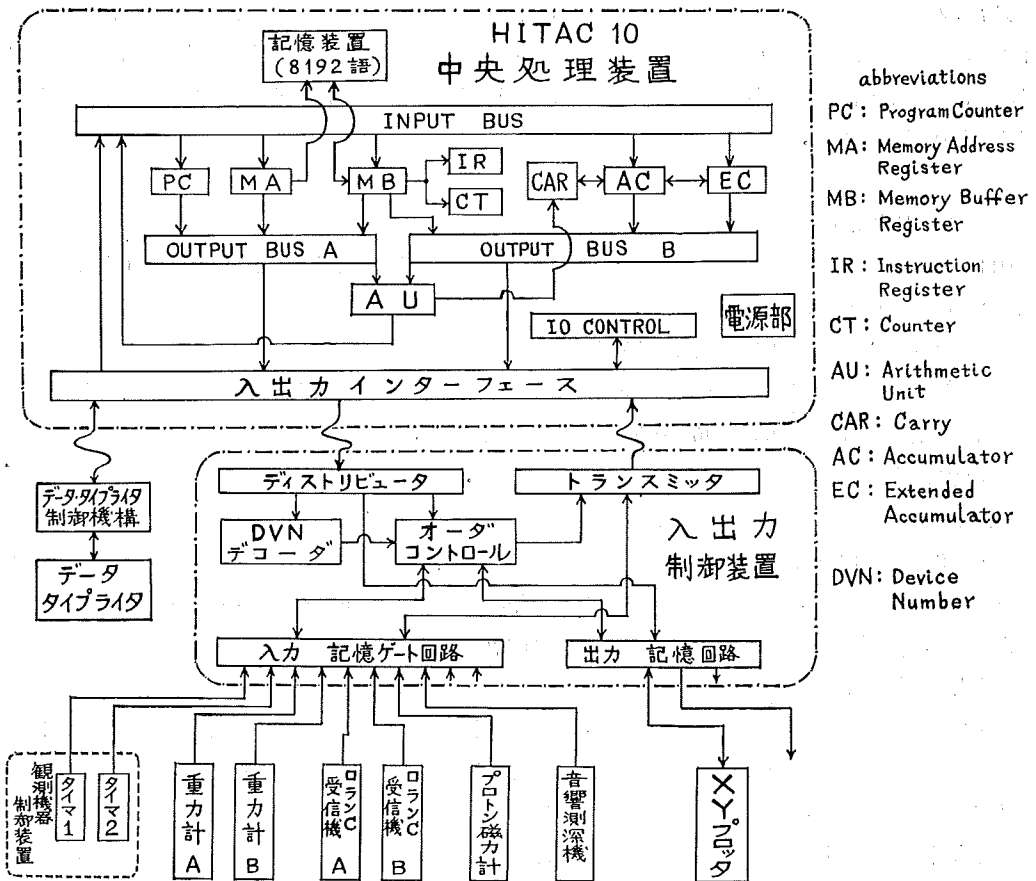 HITAC 10
中央処理装置
記憶装置
(8192語)
INPUT BUS
PC
MA
MB
IR
CT
CAR
AC
EC
OUTPUT BUS A
OUTPUT BUS B
AU
IO CONTROL
電源部
入出力インターフェース
abbreviations
PC: Program Counter
MA: Memory Address
Register
MB: Memory Buffer
Register
IR: Instruction
Register
CT: Counter
AU: Arithmetic
Unit
CAR: Carry
AC: Accumulator
EC: Extended
Accumulator
DVN: Device
Number
データ・タイプライタ
制御機構
データ
タイプライタ
ディストリビュータ
トランスミッタ
DVN
デコーダ
オーダ
コントロール
入出力
制御装置
入力 記憶ゲート回路
出力 記憶回路
観測機器
制御装置
タイマ1
タイマ2
重力計A
重力計B
ロランC
受信機A
ロランC
受信機B
プロトン磁力計
音響測深機
XYプロッタ